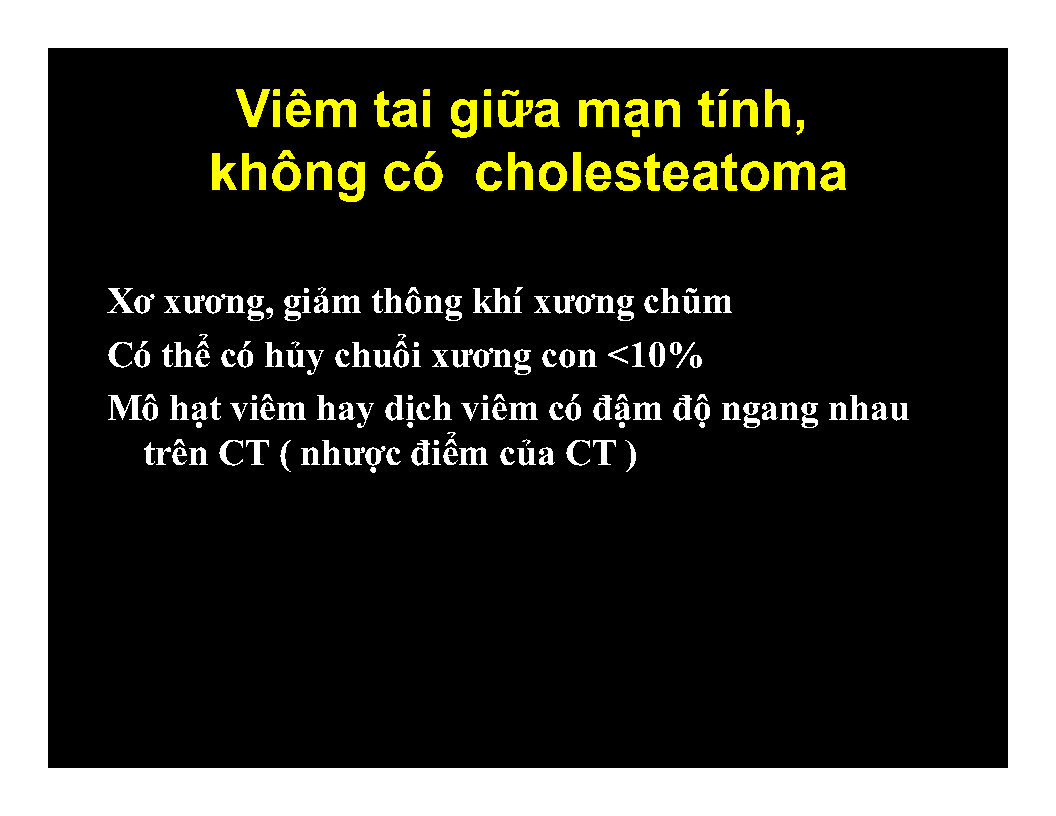 Viêm tai giữa mạn tính,
không có cholesteatoma
Xơ xương, giảm thông khí xương chũm
Có thể có hủy chuổi xương con <10%
Mô hạt viêm hay dịch viêm có đậm độ ngang nhau
trên CT ( nhược điểm của CT )